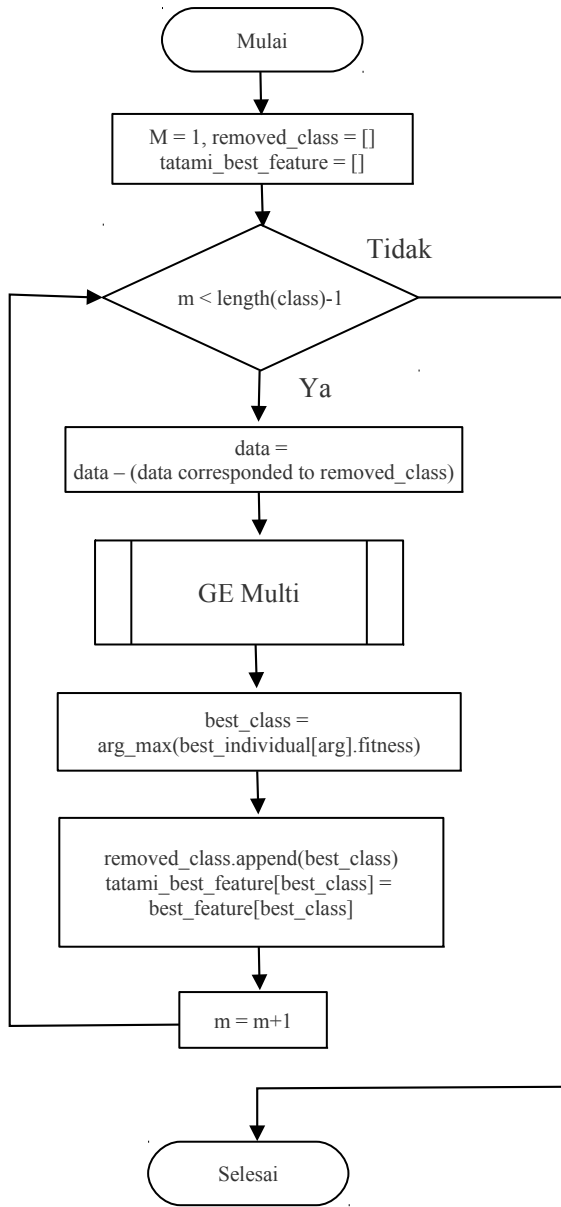 Mulai
M = 1, removed_class = []
tatami_best_feature = []
Tidak
m < length(class)-1
Ya
data =
data – (data corresponded to removed_class)
GE Multi
best_class =
arg_max(best_individual[arg].fitness)
removed_class.append(best_class)
tatami_best_feature[best_class] =
best_feature[best_class]
m = m+1
Selesai